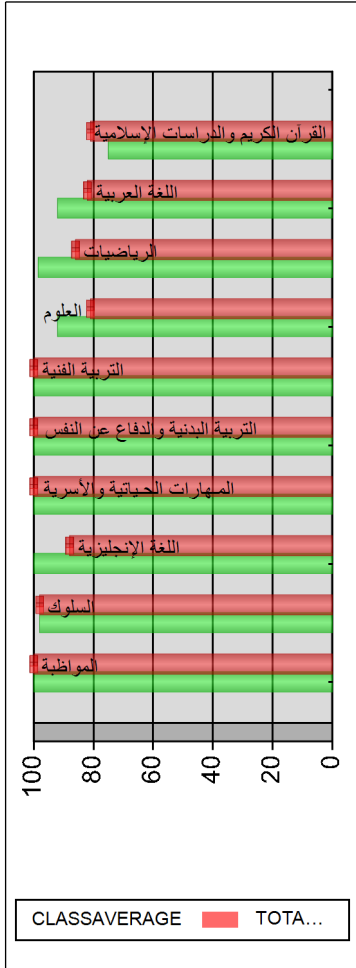 القرآن الكريم والدراسات الإسلامية
اللغة العربية
الرياضيات
العلوم
التربية الفنية
التربية البدنية والدفاع عن النفس
المهارات الحياتية والأسرية
اللغة الإنجليزية
السلوك
المواظبة
100 80 60 40 20 0
CLASSAVERAGE TOTA...